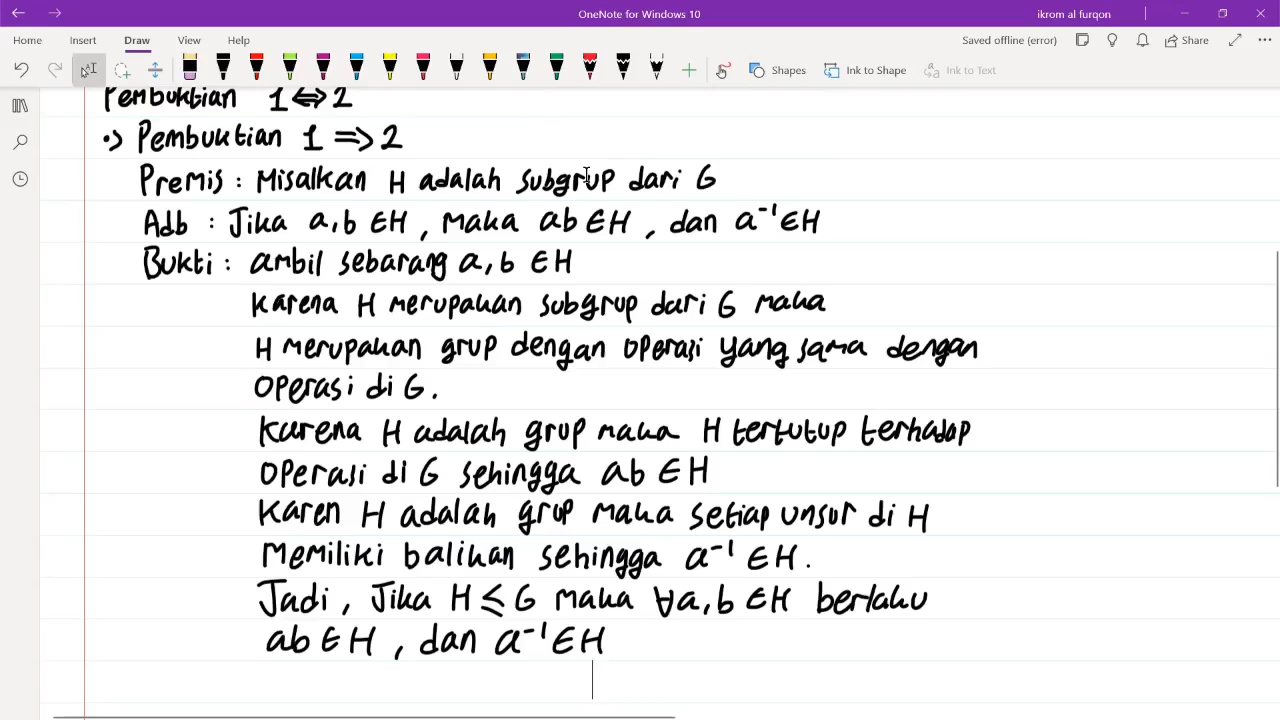 OneNote for Windows 10
ikrom al furqon
Home Insert Draw View Help
Saved offline (error)
Share
Shapes
Ink to Shape
Ink to Text
Pembuktian 1 ⇔ 2
•> Pembuktian 1 => 2
Premis : Misalkan H adalah subgrup dari G
Adb : Jika a,b ∈ H , maka ab ∈ H , dan a⁻¹ ∈ H
Bukti : ambil sebarang a, b ∈ H
Karena H merupakan subgrup dari G maka
H merupakan grup dengan operasi yang sama dengan
operasi di G.
Karena H adalah grup maka H tertutup terhadap
operasi di G sehingga ab ∈ H
Karen H adalah grup maka setiap unsur di H
Memiliki balikan sehingga a⁻¹ ∈ H .
Jadi , Jika H ≤ G maka ∀a, b ∈ H berlaku
ab ∈ H , dan a⁻¹ ∈ H